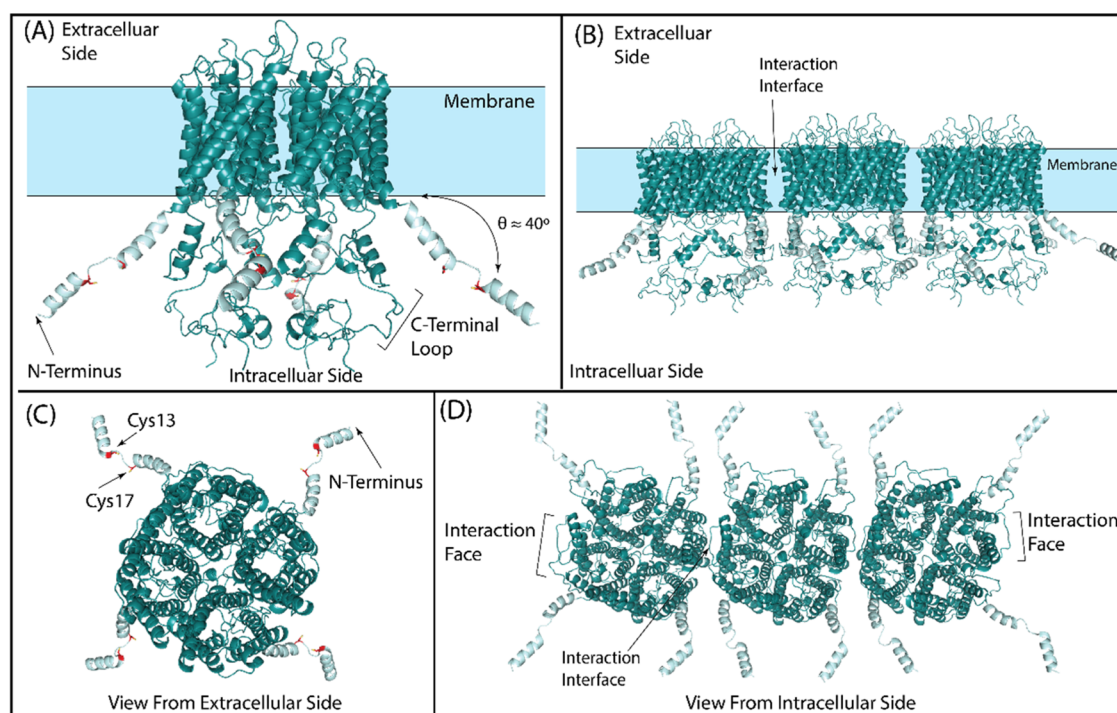 (A) Extracelluar
Side
Membrane
θ ≈ 40º
N-Terminus
C-Terminal
Loop
Intracelluar Side
(B) Extracelluar
Side
Interaction
Interface
Membrane
Intracelluar Side
(C)
Cys13
Cys17
N-Terminus
View From Extracellular Side
(D)
Interaction
Face
Interaction
Face
Interaction
Interface
View From Intracellular Side